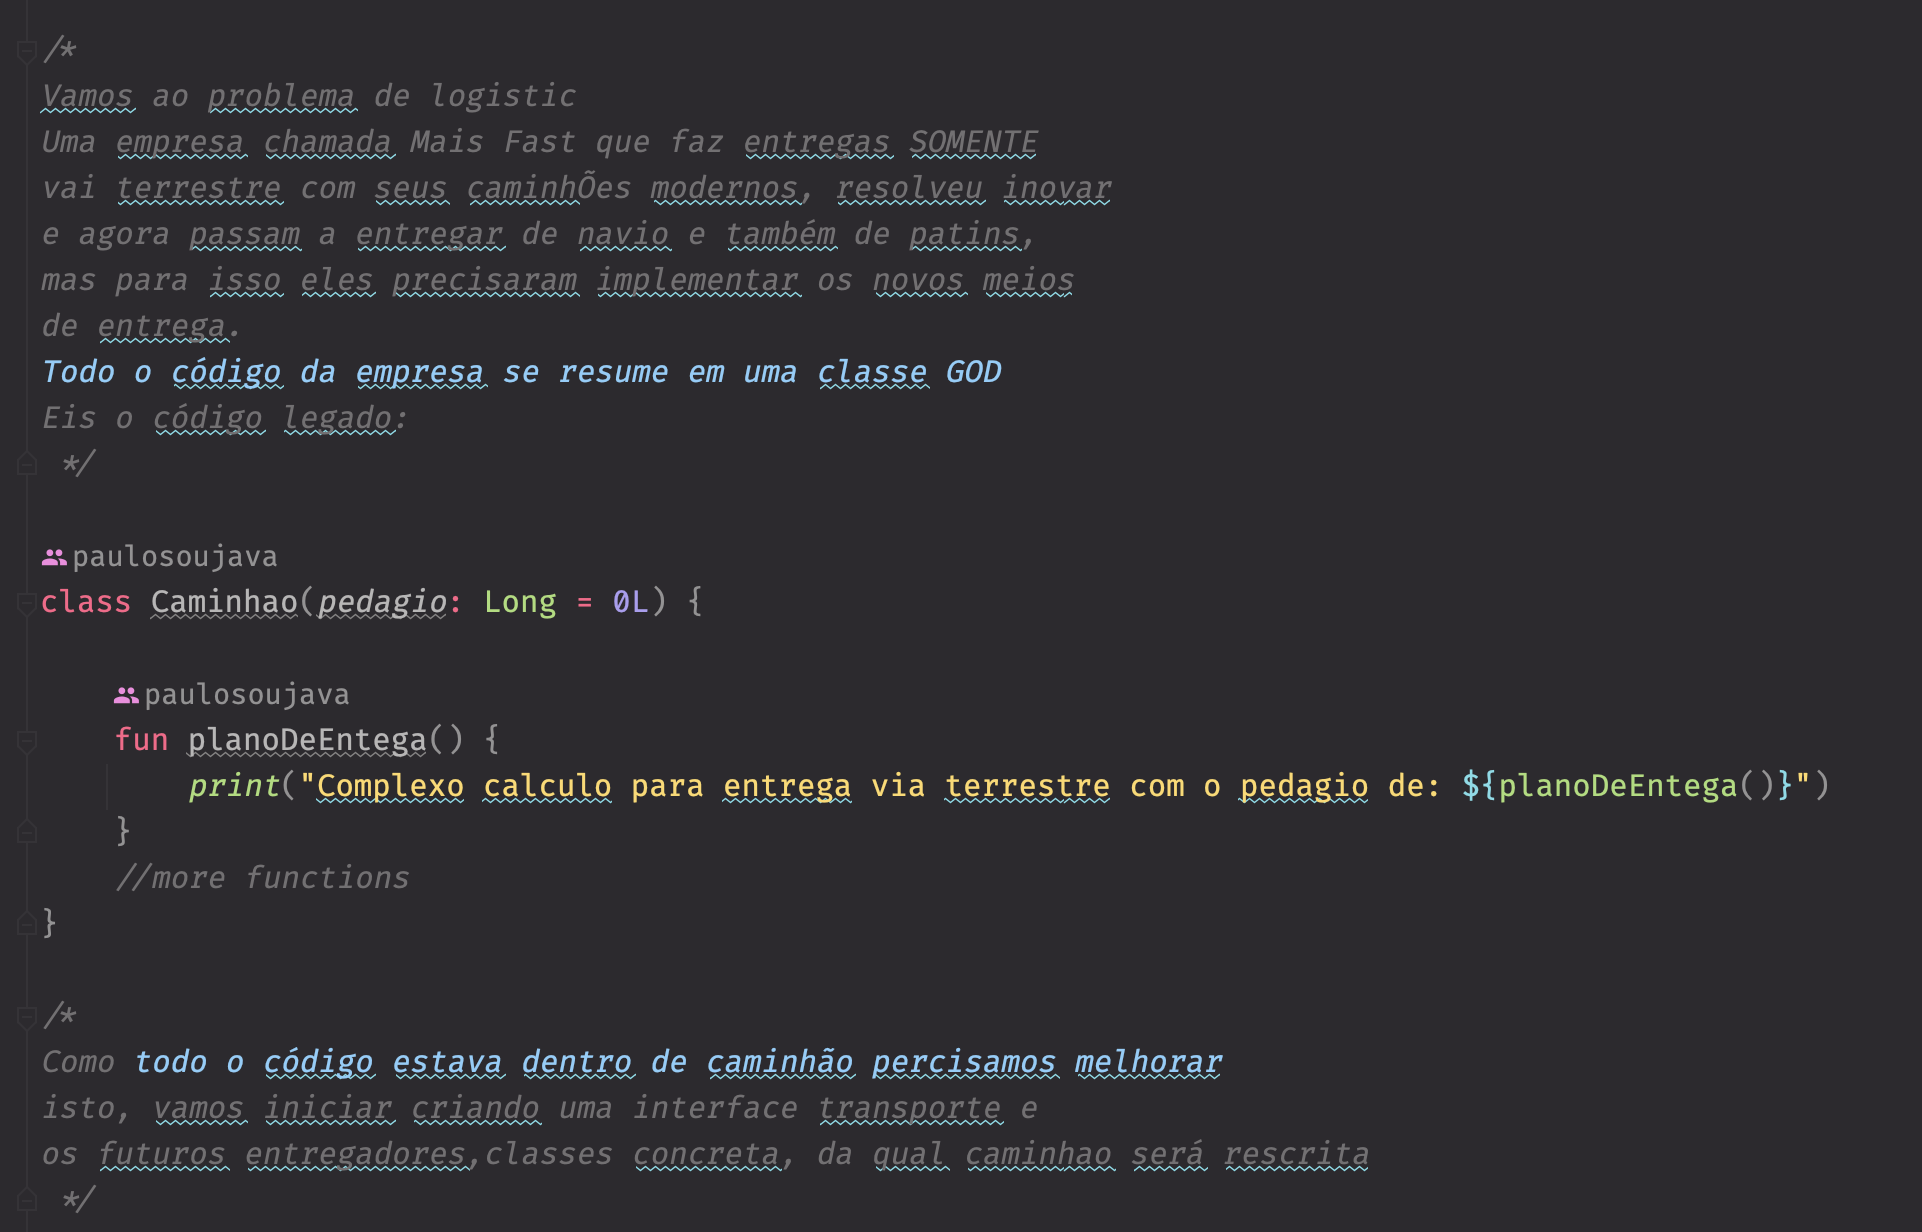 /*
Vamos ao problema de logistic
Uma empresa chamada Mais Fast que faz entregas SOMENTE
vai terrestre com seus caminhÕes modernos, resolveu inovar
e agora passam a entregar de navio e também de patins,
mas para isso eles precisaram implementar os novos meios
de entrega.
Todo o código da empresa se resume em uma classe GOD
Eis o código legado:
*/
paulosoujava
class Caminhao(pedagio: Long = 0L) {
paulosoujava
fun planoDeEntega() {
print("Complexo calculo para entrega via terrestre com o pedagio de: ${planoDeEntega()}")
}
//more functions
}
/*
Como todo o código estava dentro de caminhão percisamos melhorar
isto, vamos iniciar criando uma interface transporte e
os futuros entregadores,classes concreta, da qual caminhao será rescrita
*/